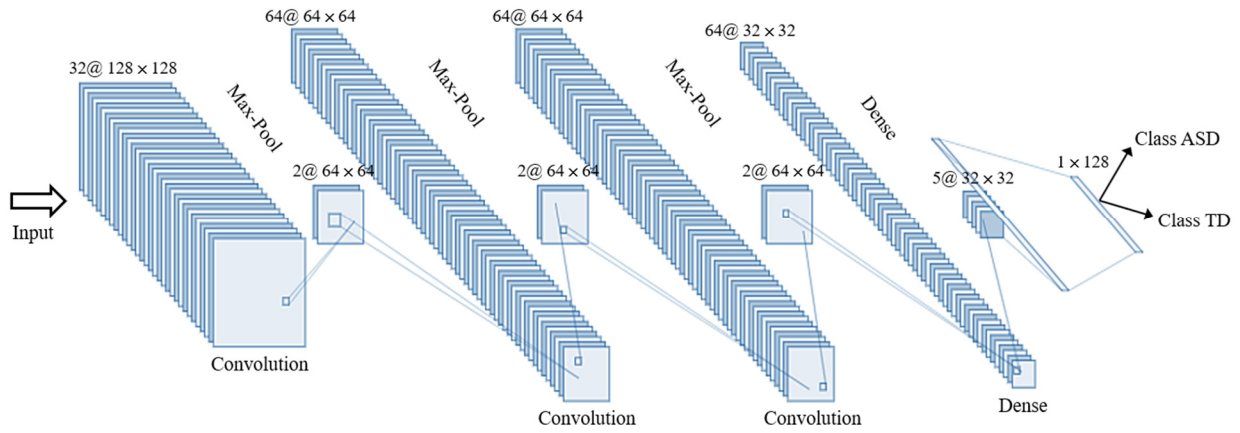 Input
32@ 128 × 128
Convolution
Max-Pool
2@ 64 × 64
64@ 64 × 64
Convolution
Max-Pool
2@ 64 × 64
64@ 64 × 64
Convolution
Max-Pool
2@ 64 × 64
64@ 32 × 32
Dense
Dense
5@ 32 × 32
1 × 128
Class ASD
Class TD